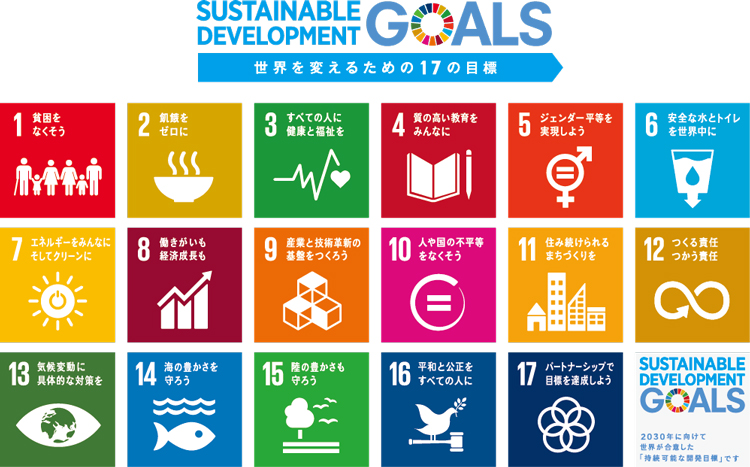 SUSTAINABLE
DEVELOPMENT
GOALS
世界を変えるための17の目標
1
貧困を
なくそう
2
飢餓を
ゼロに
3
すべての人に
健康と福祉を
4
質の高い教育を
みんなに
5
ジェンダー平等を
実現しよう
6
安全な水とトイレ
を世界中に
7
エネルギーをみんなに
そしてクリーンに
8
働きがいも
経済成長も
9
産業と技術革新の
基盤をつくろう
10
人や国の不平等
をなくそう
11
住み続けられる
まちづくりを
12
つくる責任
つかう責任
13
気候変動に
具体的な対策を
14
海の豊かさを
守ろう
15
陸の豊かさも
守ろう
16
平和と公正を
すべての人に
17
パートナーシップで
目標を達成しよう
SUSTAINABLE
DEVELOPMENT
GOALS
2030年に向けて
世界が合意した
「持続可能な開発目標」です